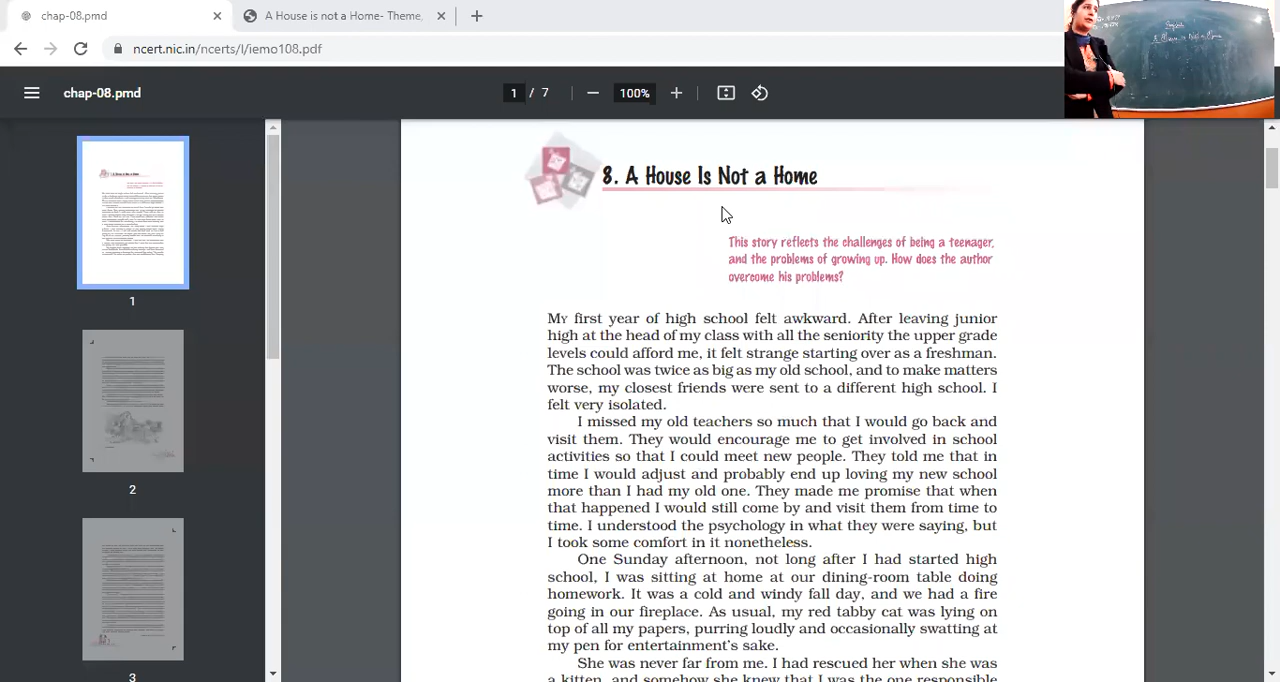 chap-08.pmd
A House is not a Home- Theme,
ncert.nic.in/ncerts/l/iemo108.pdf
chap-08.pmd
1 / 7
100%
8. A House Is Not a Home
This story reflects the challenges of being a teenager,
and the problems of growing up. How does the author
overcome his problems?
MY first year of high school felt awkward. After leaving junior
high at the head of my class with all the seniority the upper grade
levels could afford me, it felt strange starting over as a freshman.
The school was twice as big as my old school, and to make matters
worse, my closest friends were sent to a different high school. I
felt very isolated.
I missed my old teachers so much that I would go back and
visit them. They would encourage me to get involved in school
activities so that I could meet new people. They told me that in
time I would adjust and probably end up loving my new school
more than I had my old one. They made me promise that when
that happened I would still come by and visit them from time to
time. I understood the psychology in what they were saying, but
I took some comfort in it nonetheless.
One Sunday afternoon, not long after I had started high
school, I was sitting at home at our dining-room table doing
homework. It was a cold and windy fall day, and we had a fire
going in our fireplace. As usual, my red tabby cat was lying on
top of all my papers, purring loudly and occasionally swatting at
my pen for entertainment's sake.
She was never far from me. I had rescued her when she was
a kitten, and somehow she knew that I was the one responsible
1
2
3
A House is Not a Home